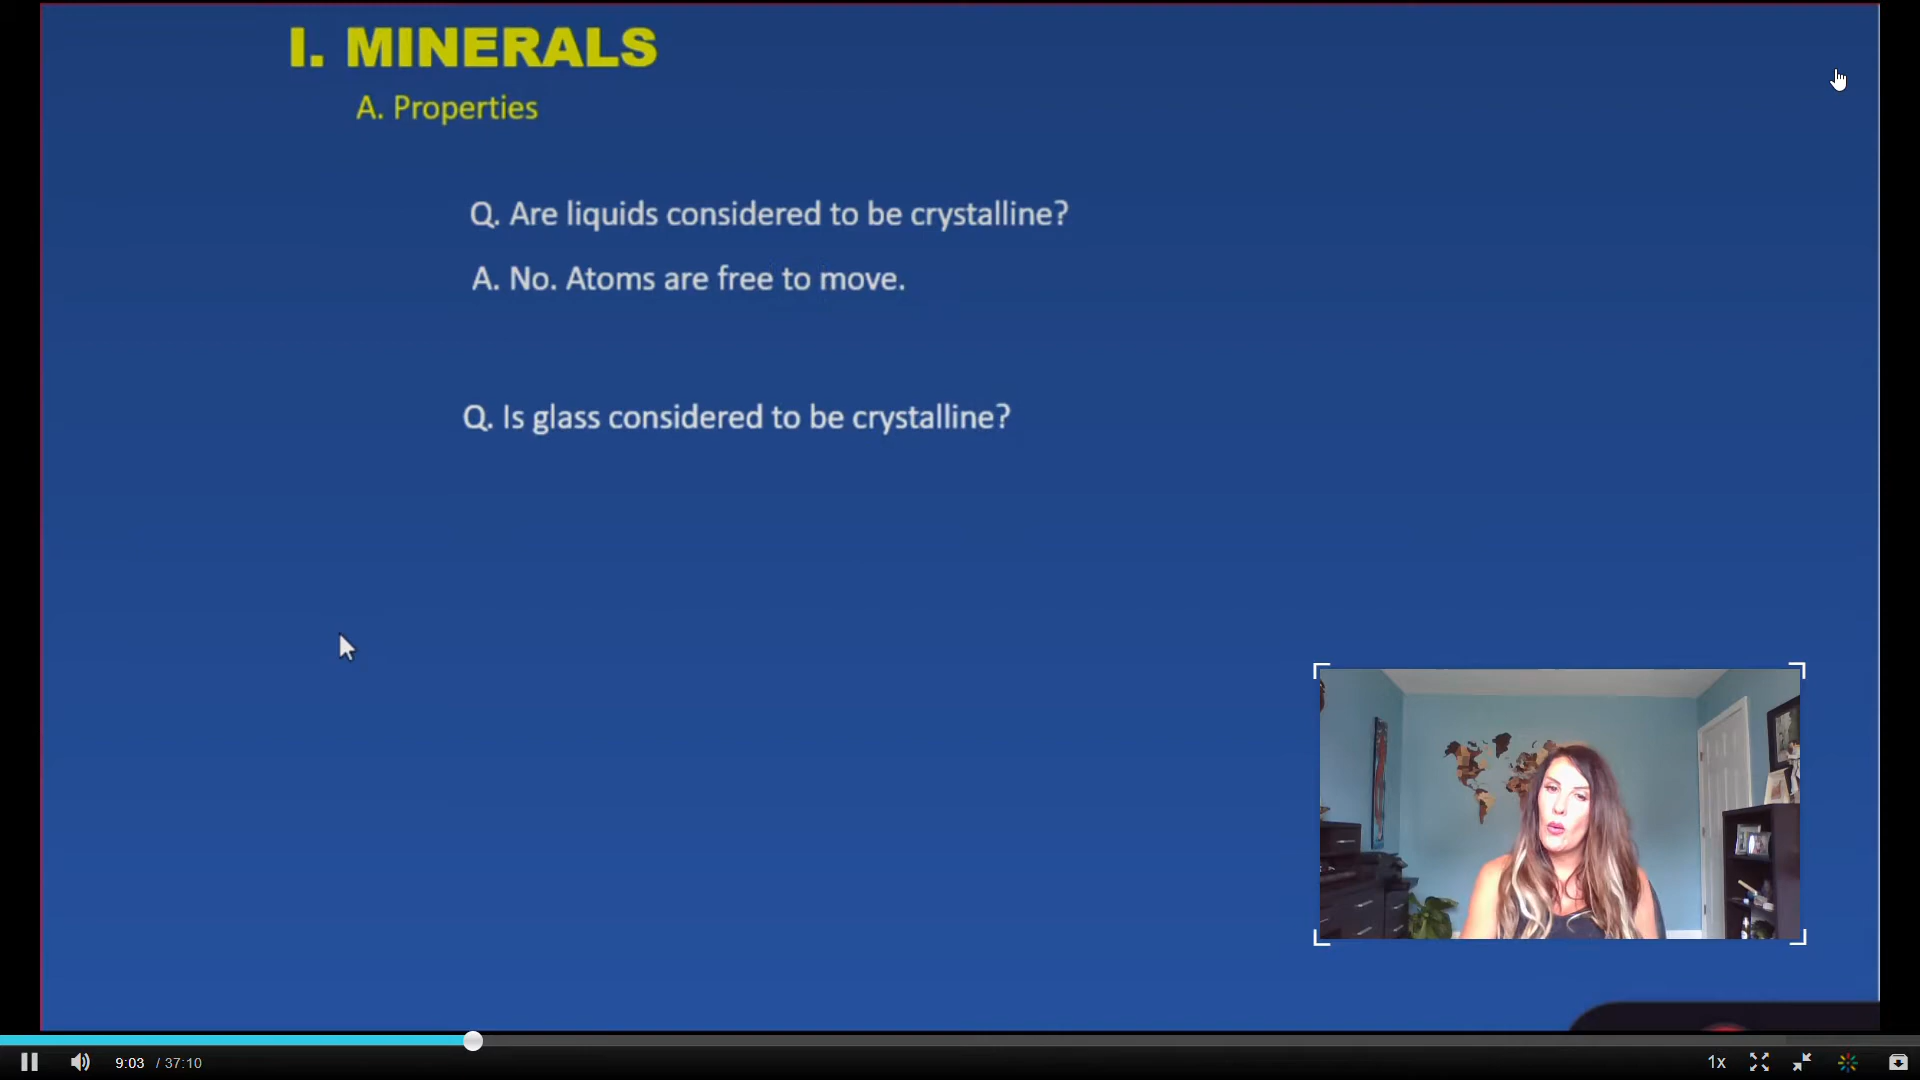 I. MINERALS
A. Properties
Q. Are liquids considered to be crystalline?
A. No. Atoms are free to move.
Q. Is glass considered to be crystalline?
9:03 / 37:10
1x